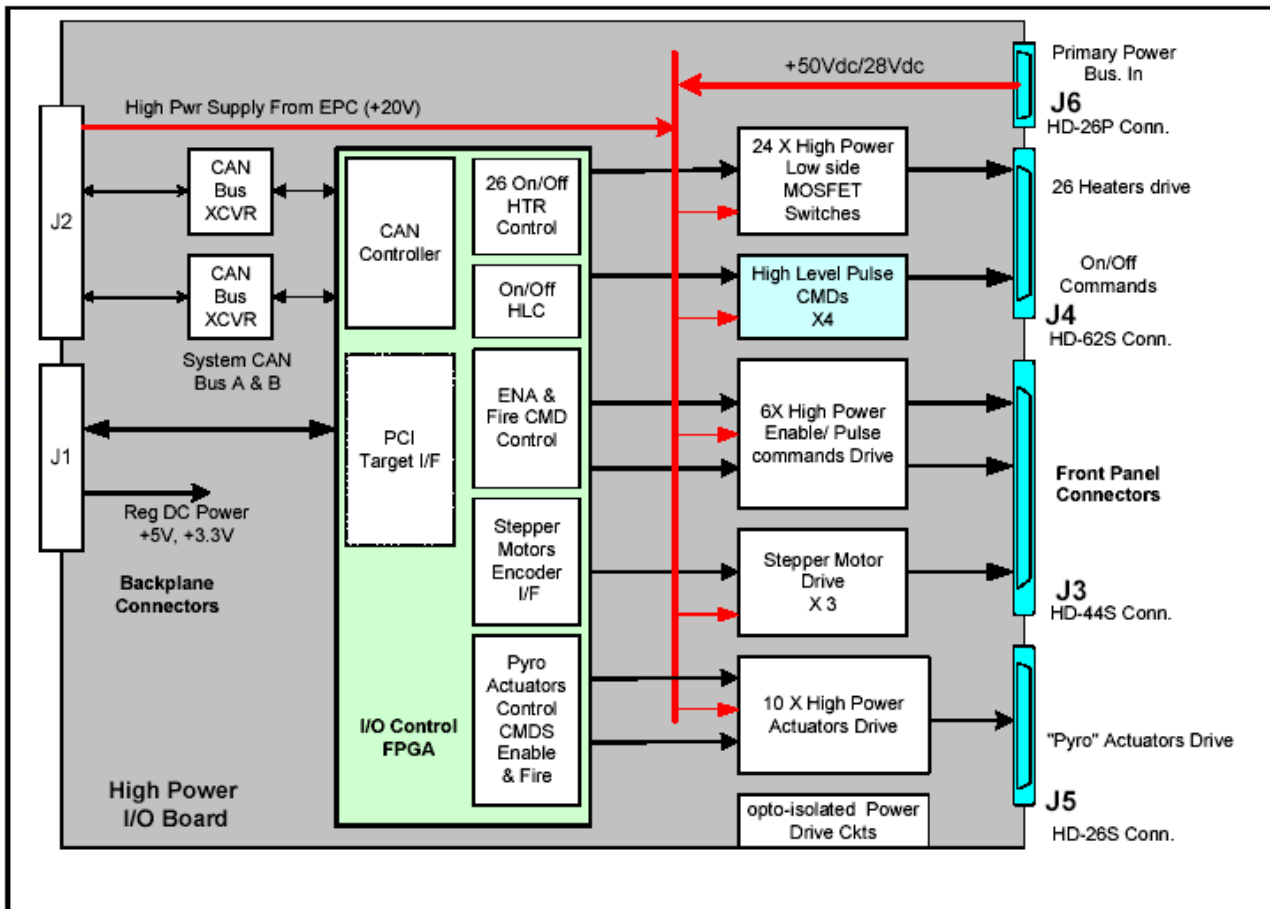 +50Vdc/28Vdc
Primary Power
Bus. In
J6
HD-26P Conn.
High Pwr Supply From EPC (+20V)
J2
CAN
Bus
XCVR
CAN
Bus
XCVR
System CAN
Bus A & B
J1
Reg DC Power
+5V, +3.3V
Backplane
Connectors
High Power
I/O Board
CAN
Controller
PCI
Target I/F
I/O Control
FPGA
26 On/Off
HTR
Control
On/Off
HLC
ENA &
Fire CMD
Control
Stepper
Motors
Encoder
I/F
Pyro
Actuators
Control
CMDS
Enable
& Fire
24 X High Power
Low side
MOSFET
Switches
High Level Pulse
CMDs
X4
6X High Power
Enable/ Pulse
commands Drive
Stepper Motor
Drive
X 3
10 X High Power
Actuators Drive
opto-isolated Power
Drive Ckts
26 Heaters drive
On/Off
Commands
J4
HD-62S Conn.
Front Panel
Connectors
J3
HD-44S Conn.
"Pyro" Actuators Drive
J5
HD-26S Conn.